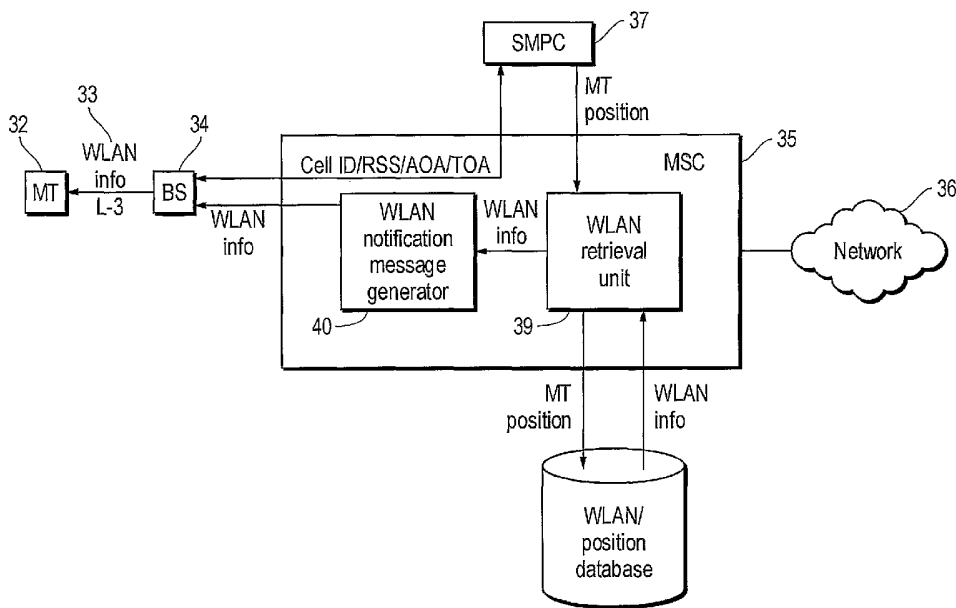 37
SMPC
MT
position
33
32
WLAN
info
34
35
MT
L-3
BS
Cell ID/RSS/AOA/TOA
MSC
WLAN
info
WLAN
notification
message
generator
40
WLAN
info
WLAN
retrieval
unit
39
36
Network
MT
position
WLAN
info
WLAN/
position
database